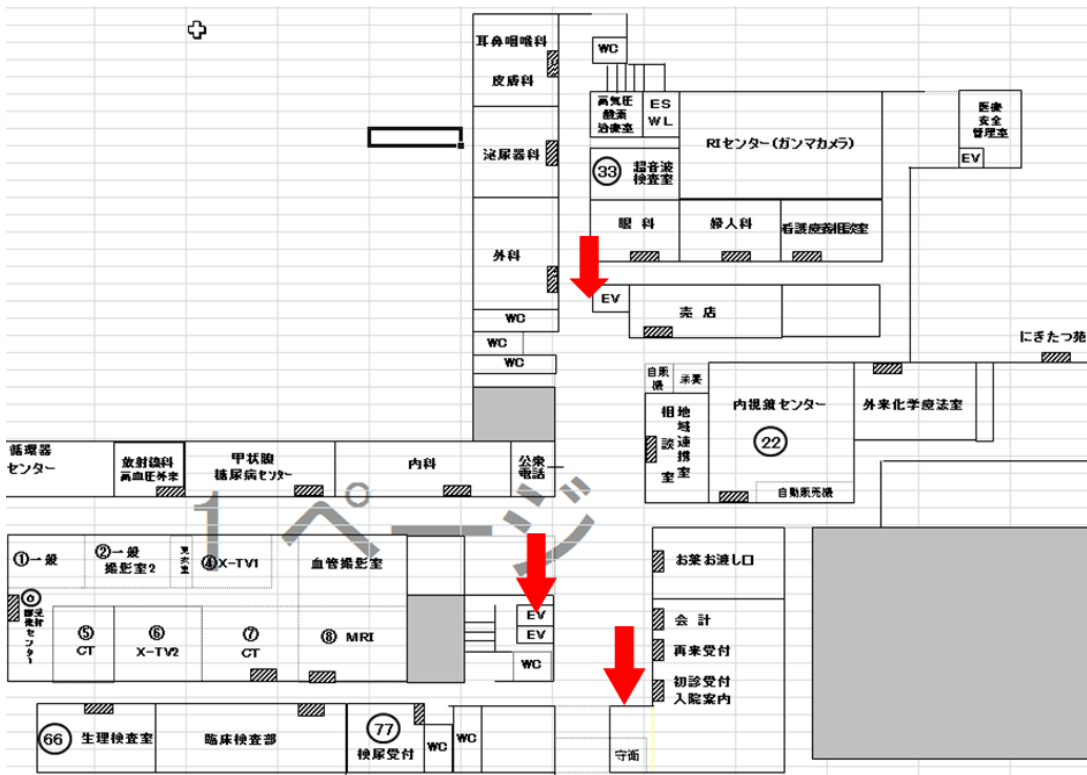 耳鼻咽喉科
皮膚科
WC
高気圧
酸素
治療室
ES
WL
RIセンター(ガンマカメラ)
医療
安全
管理室
EV
泌尿器科
33
超音波
検査室
眼科
婦人科
外科
EV
売店
WC
WC
WC
にぎたつ苑
自販
機
相談室
地域連携室
内視鏡センター
22
外来化学療法室
自動販売機
循環器
センター
放射線科
高血圧外来
甲状腺
糖尿病センター
内科
公衆
電話
1ページ
①一般
②一般
撮影室2
更衣室
④X-TV1
血管撮影室
お薬お渡し口
⑤
CT
⑥
X-TV2
⑦
CT
⑧ MRI
EV
EV
WC
会計
再来受付
初診受付
入院案内
66
生理検査室
臨床検査部
77
検尿受付
WC
WC
守衛